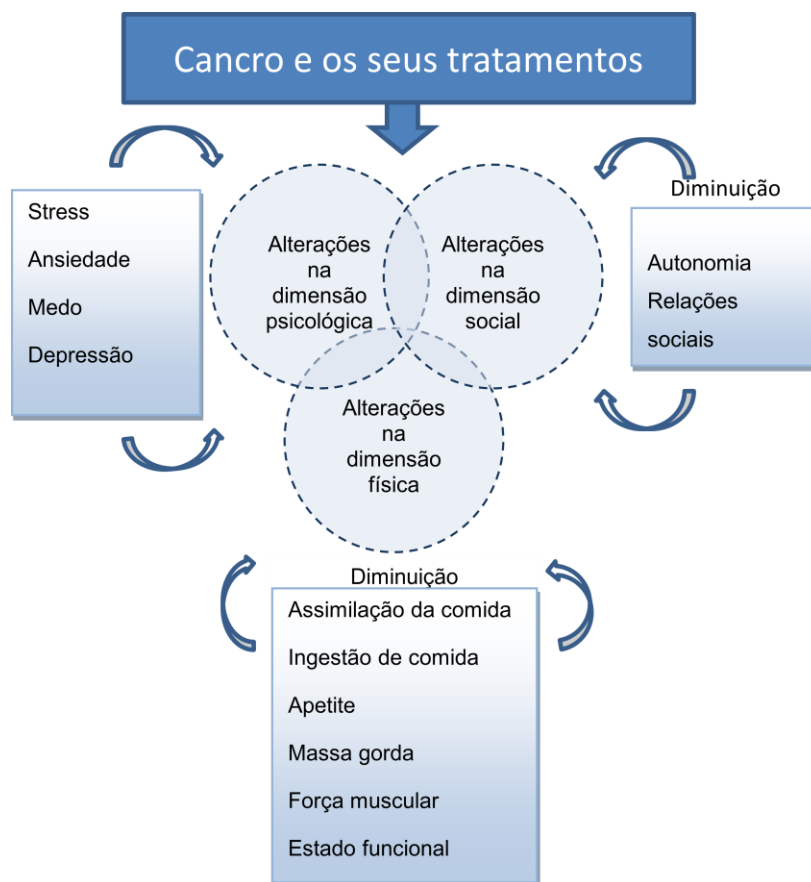 Cancro e os seus tratamentos
Stress
Ansiedade
Medo
Depressão
Alterações
na
dimensão
psicológica
Alterações
na
dimensão
social
Diminuição
Autonomia
Relações
sociais
Alterações
na
dimensão
física
Diminuição
Assimilação da comida
Ingestão de comida
Apetite
Massa gorda
Força muscular
Estado funcional